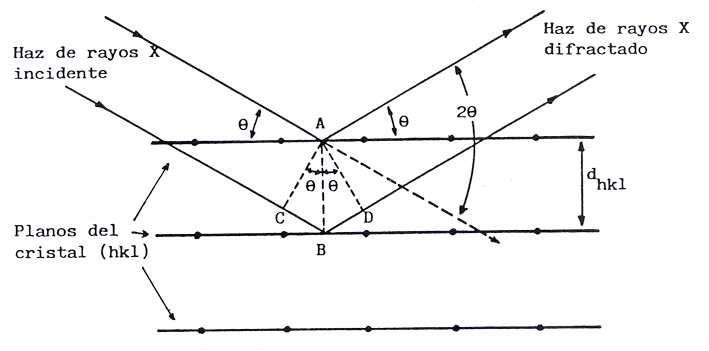 Haz de rayos X
incidente
Haz de rayos X
difractado
θ
A
θ
2θ
θ θ
d hkl
C
D
B
Planos del
cristal (hkl)